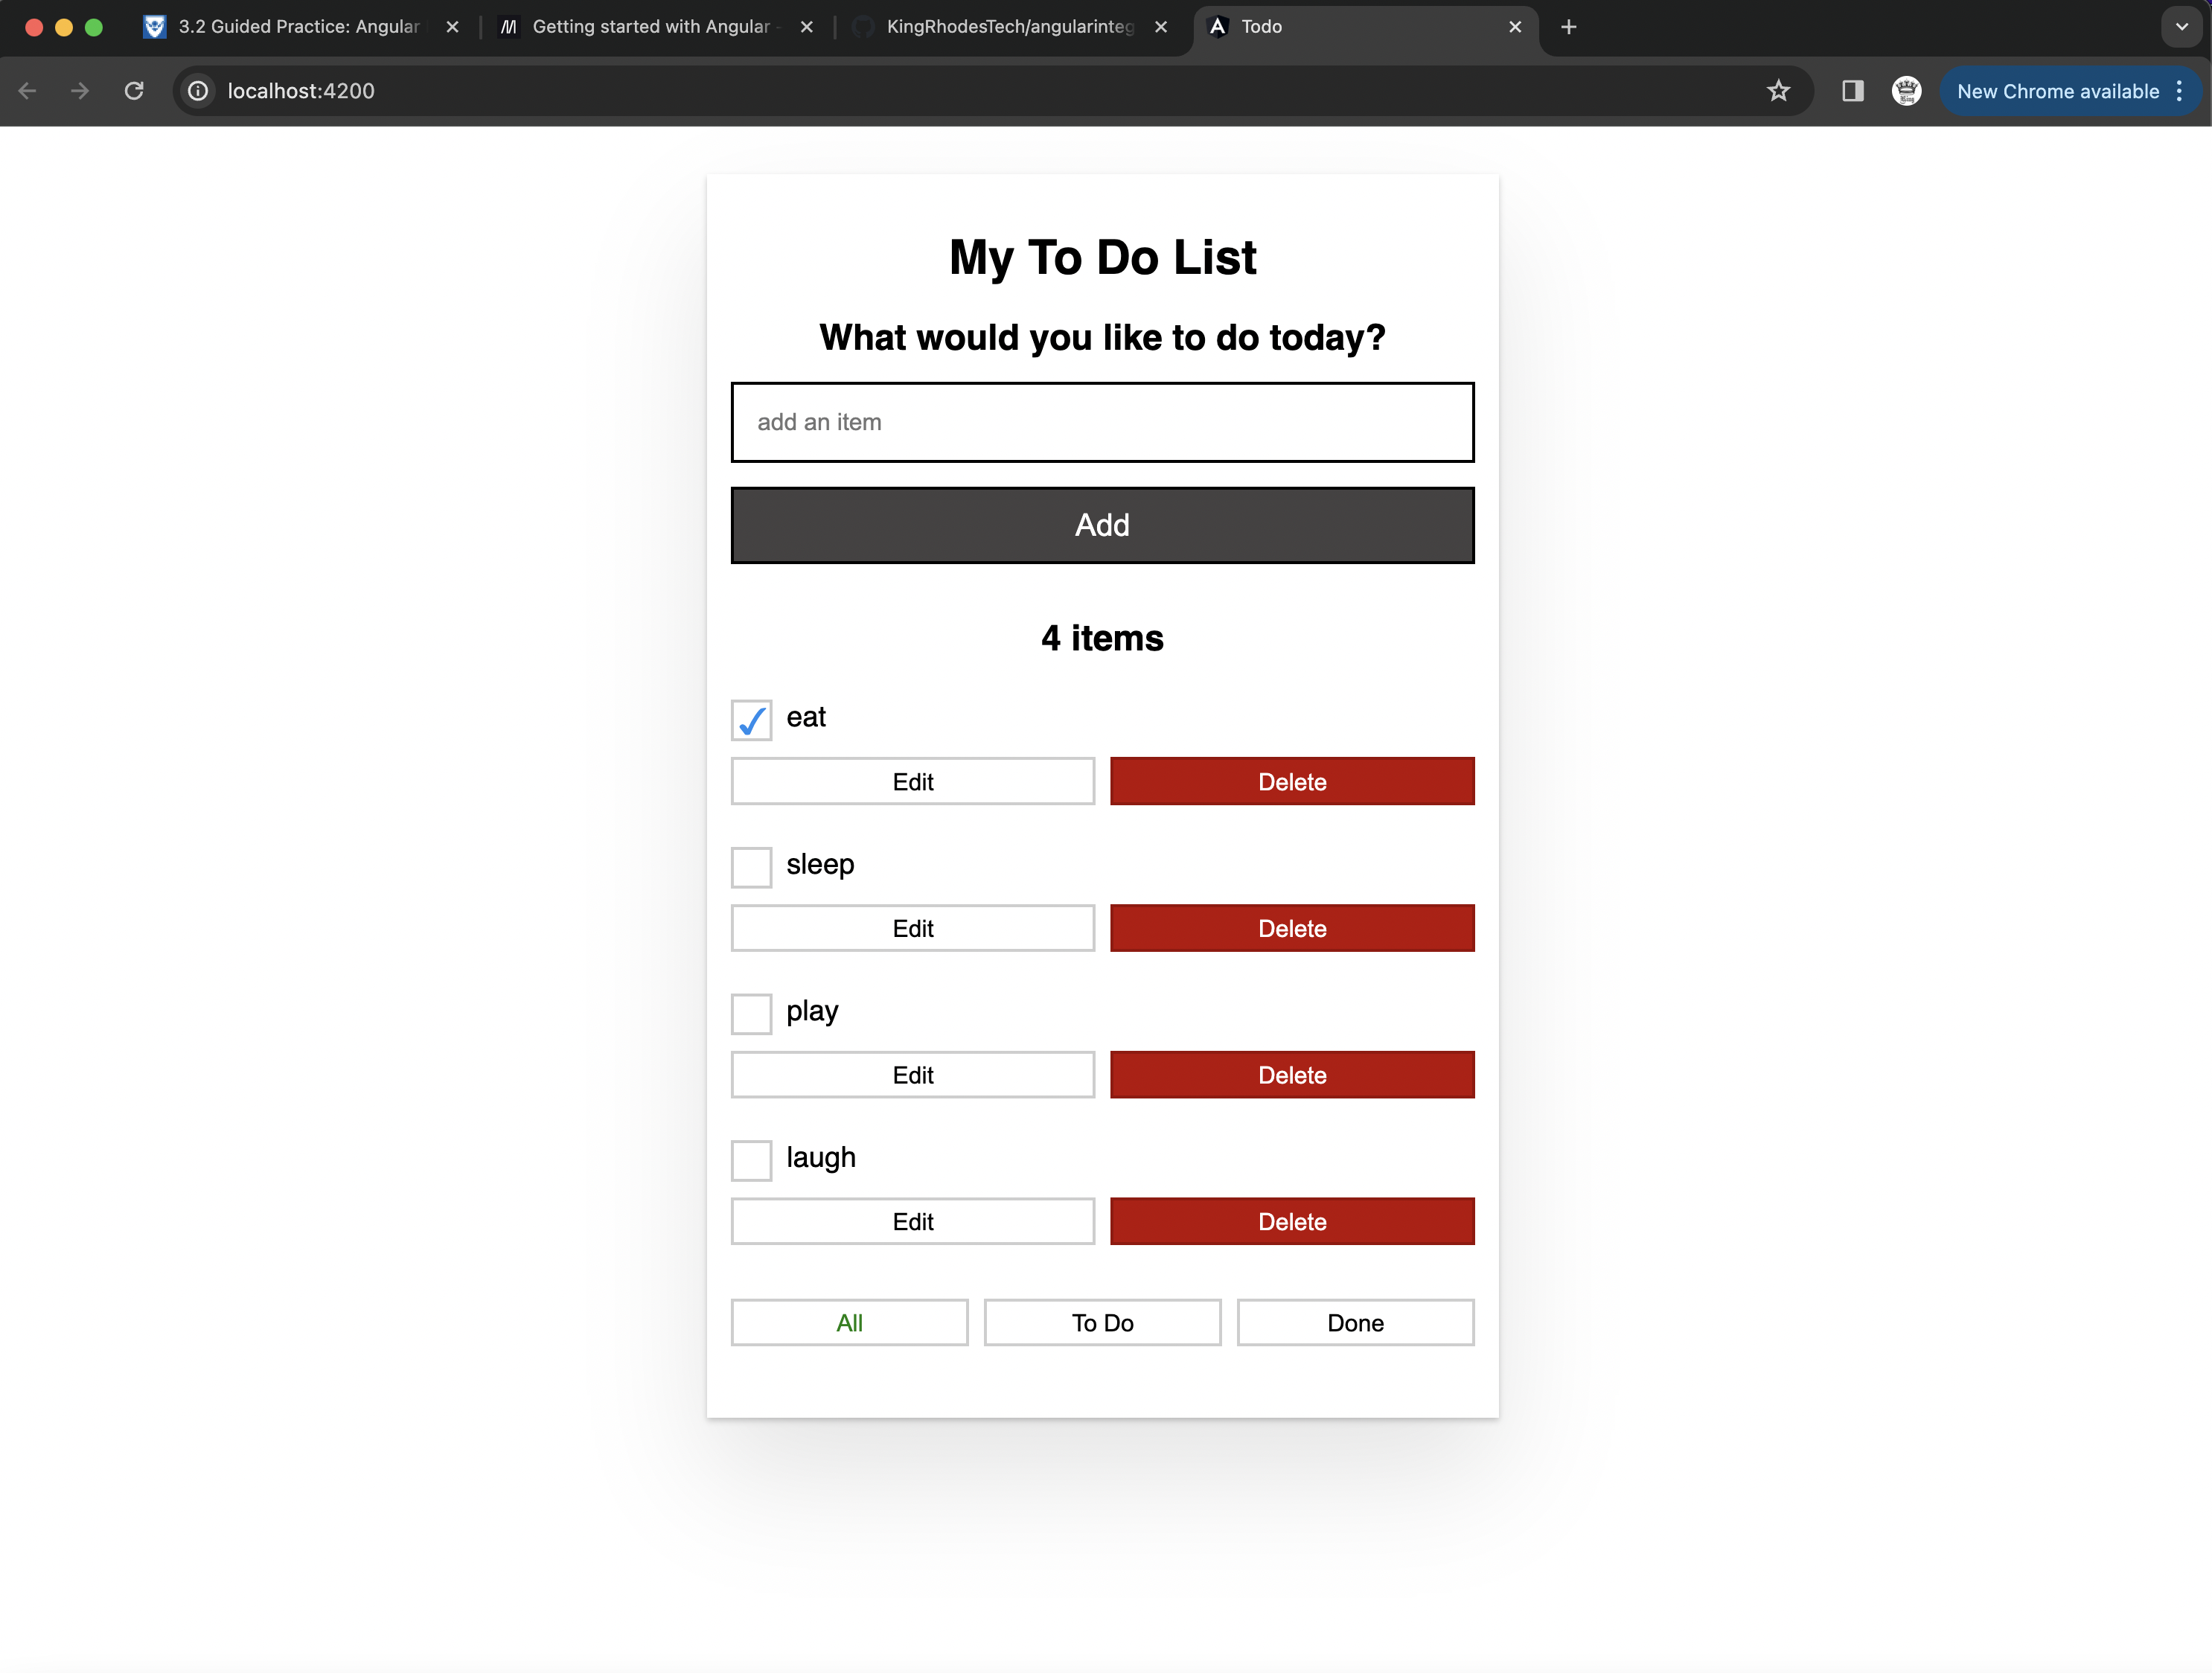 3.2 Guided Practice: Angular
Getting started with Angular -
KingRhodesTech/angularinteg
Todo
localhost:4200
New Chrome available
My To Do List
What would you like to do today?
add an item
Add
4 items
eat
Edit Delete
sleep
Edit Delete
play
Edit Delete
laugh
Edit Delete
All To Do Done